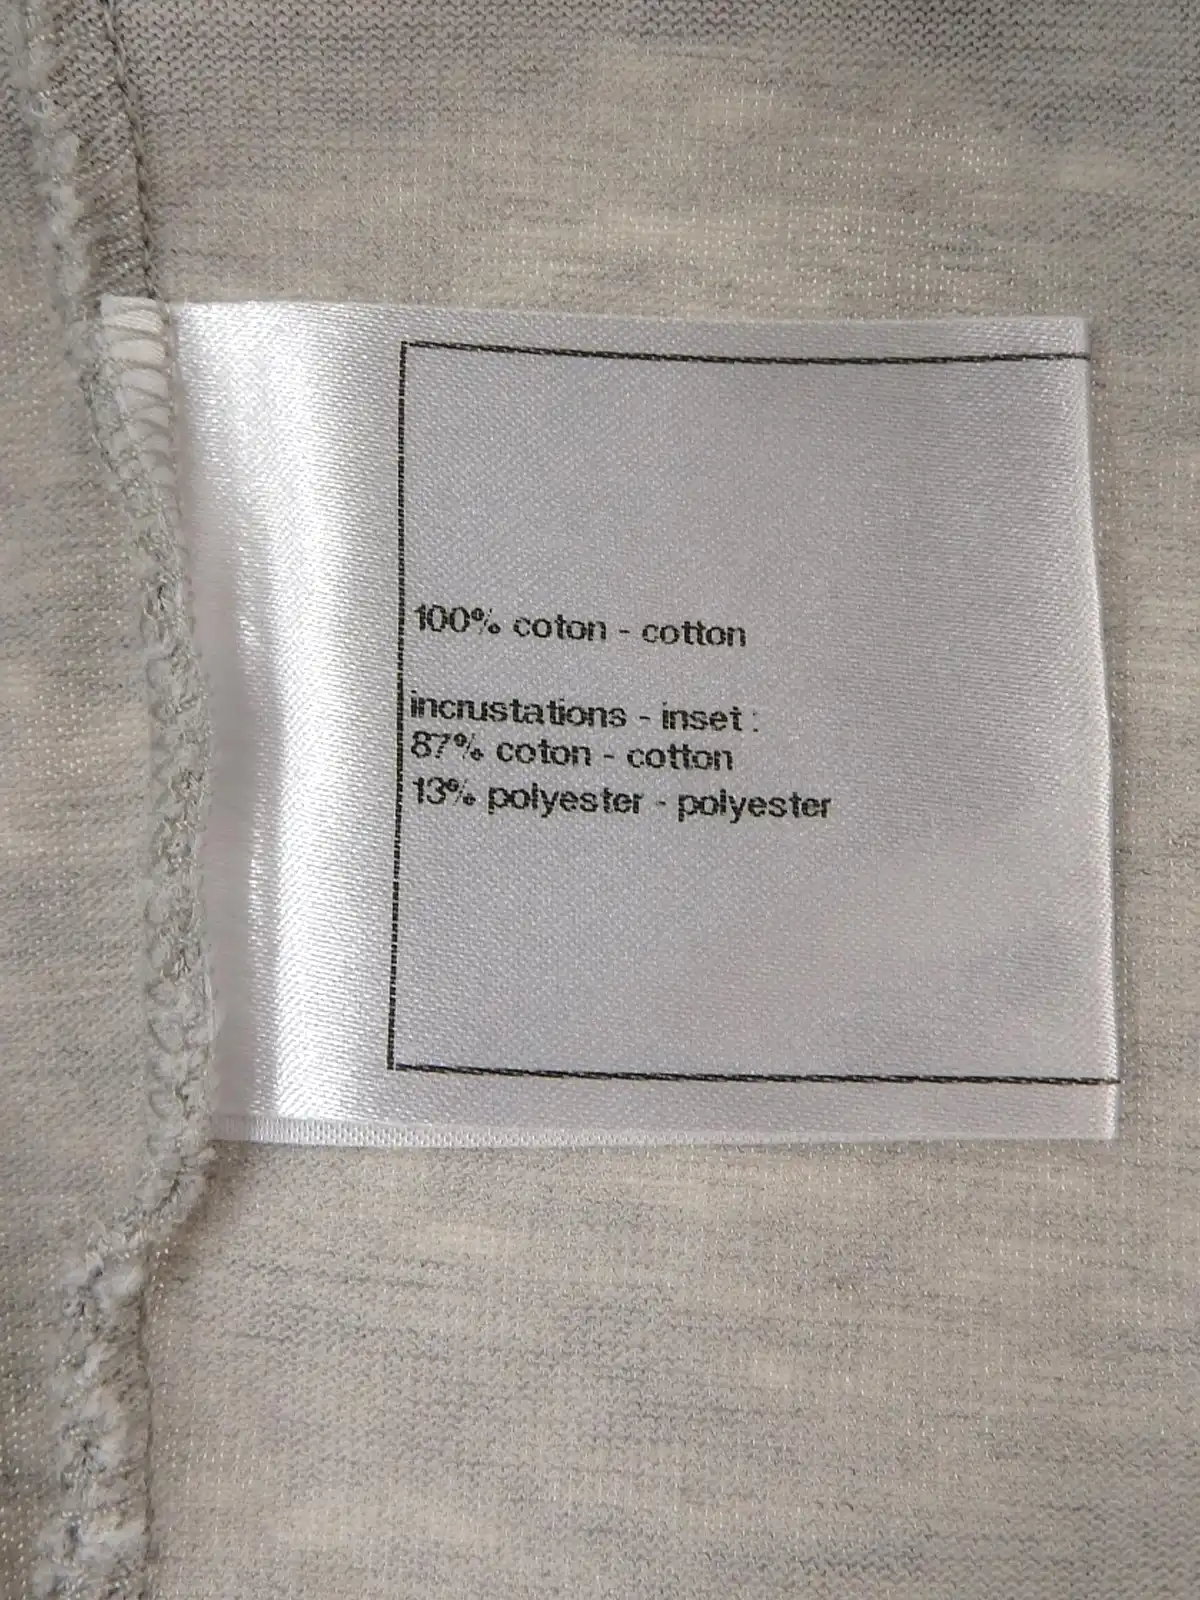 100% coton - cotton
incrustations - inset :
87% coton - cotton
13% polyester - polyester